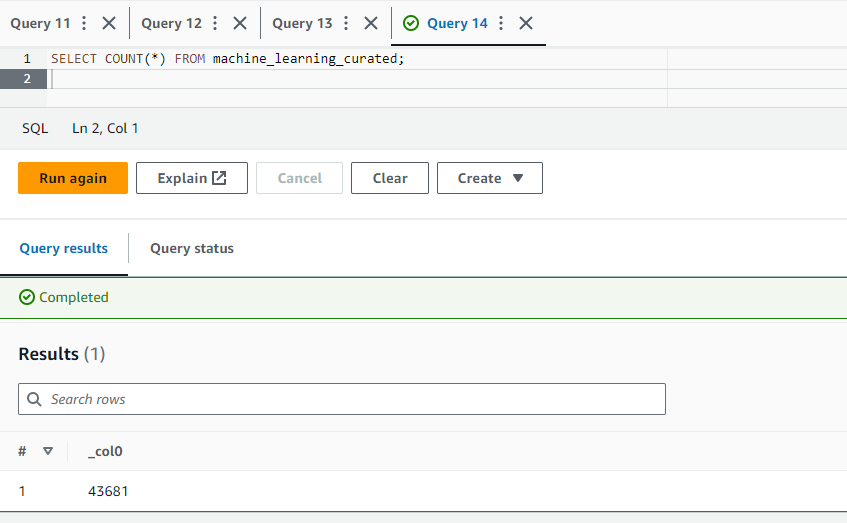 Query 11 Query 12 Query 13 Query 14
1 SELECT COUNT(*) FROM machine_learning_curated;
2
SQL Ln 2, Col 1
Run again Explain Cancel Clear Create
Query results Query status
Completed
Results (1)
Search rows
# _col0
1 43681